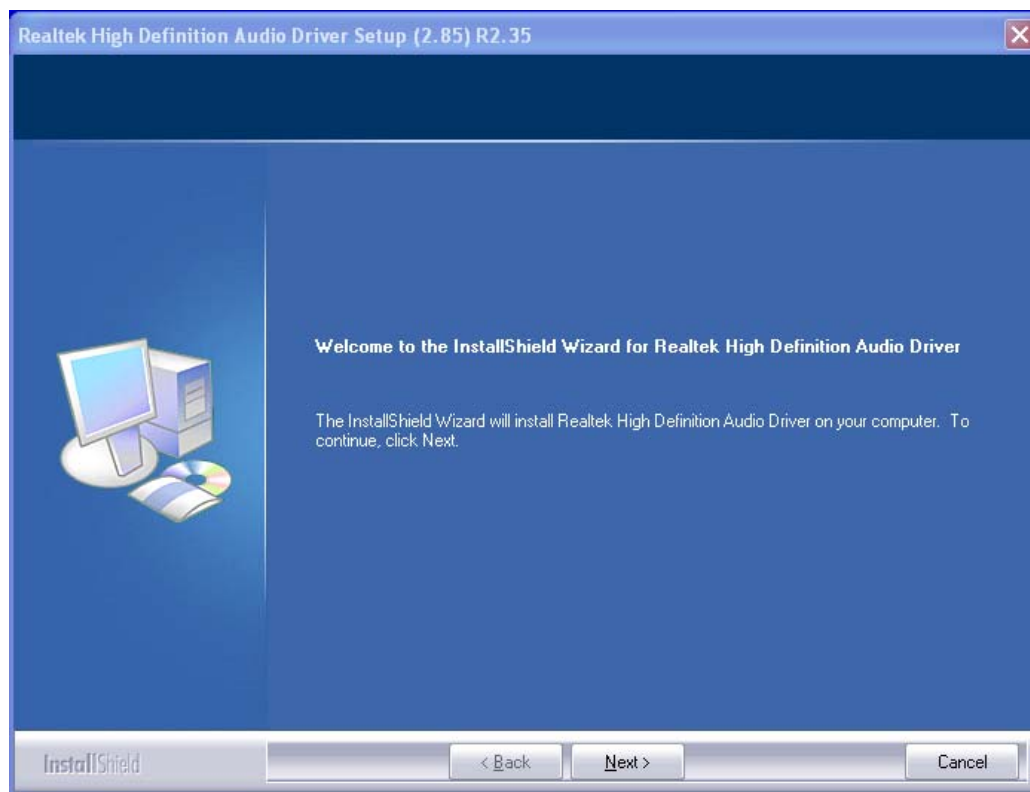 Realtek High Definition Audio Driver Setup (2.85) R2.35
Welcome to the InstallShield Wizard for Realtek High Definition Audio Driver
The InstallShield Wizard will install Realtek High Definition Audio Driver on your computer. To
continue, click Next.
InstallShield
< Back
Next >
Cancel